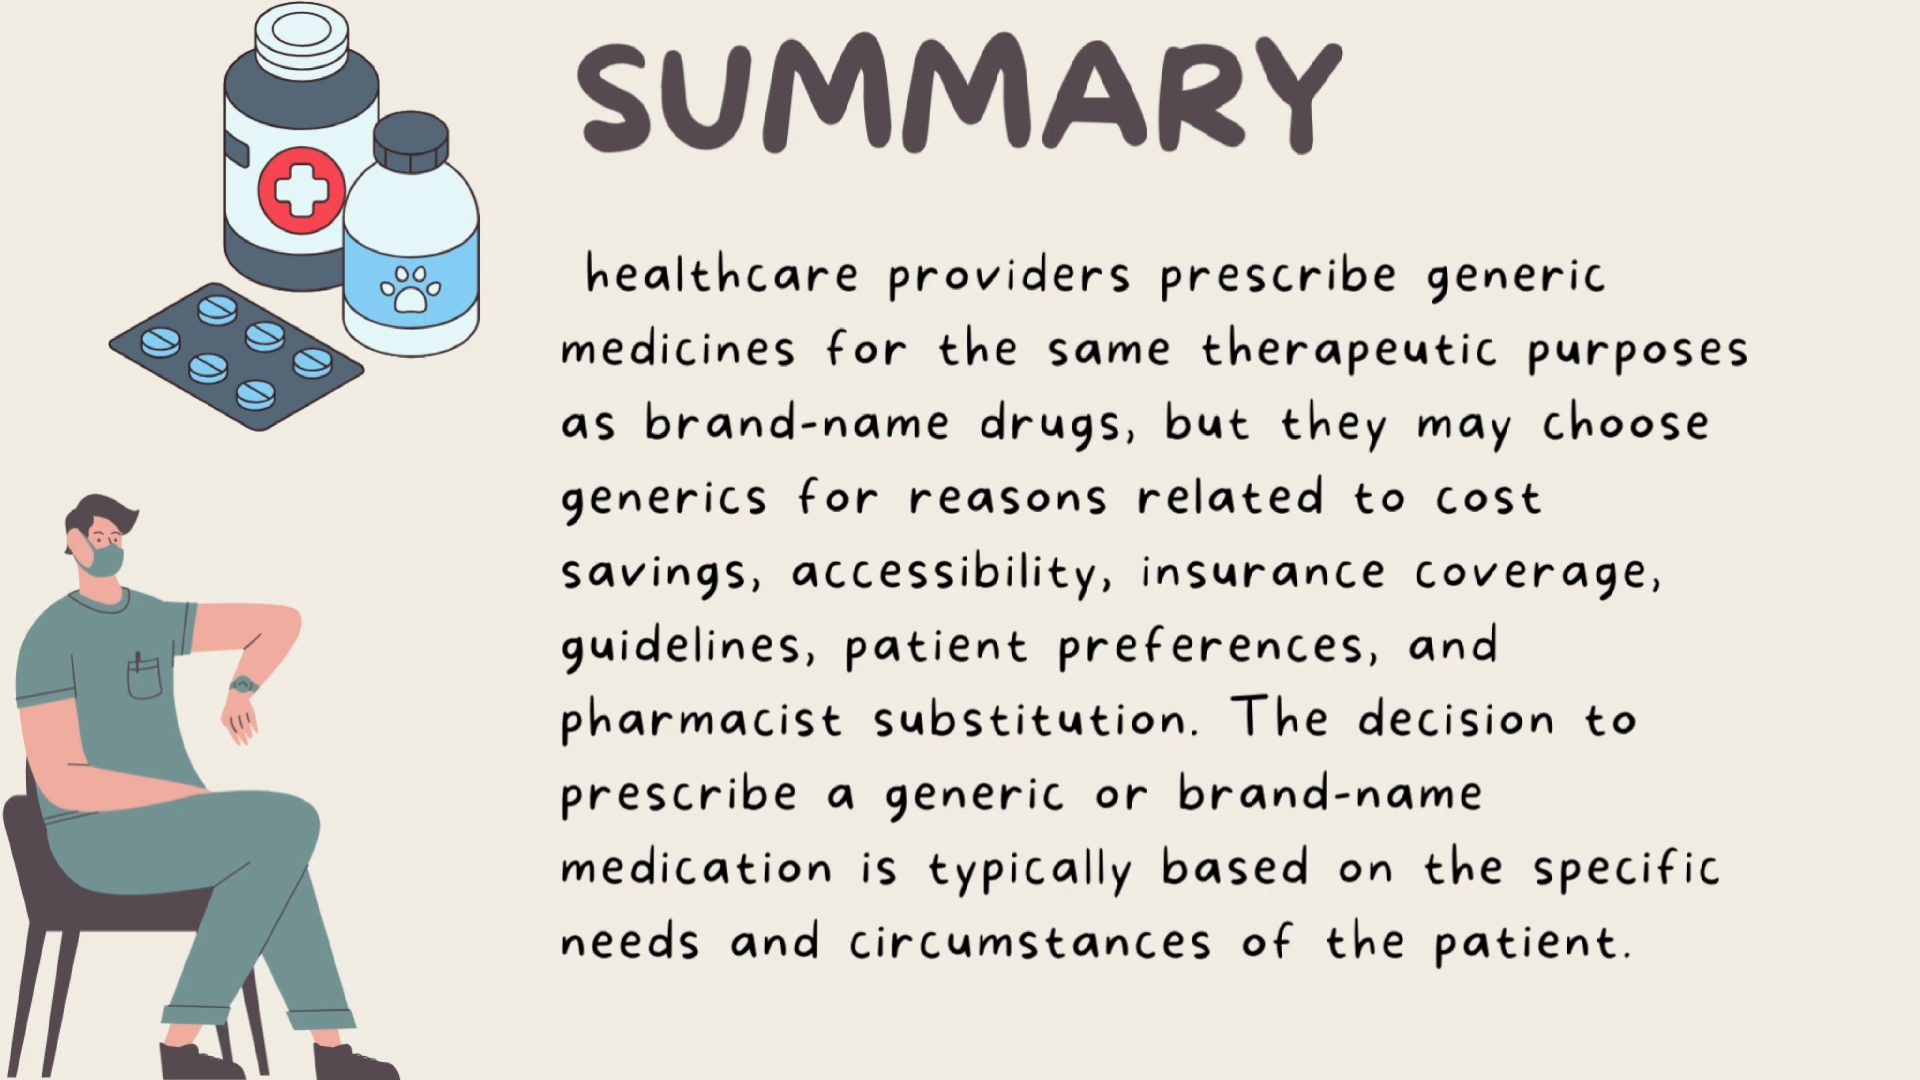 SUMMARY
healthcare providers prescribe generic
medicines for the same therapeutic purposes
as brand-name drugs, but they may choose
generics for reasons related to cost
savings, accessibility, insurance coverage,
guidelines, patient preferences, and
pharmacist substitution. The decision to
prescribe a generic or brand-name
medication is typically based on the specific
needs and circumstances of the patient.